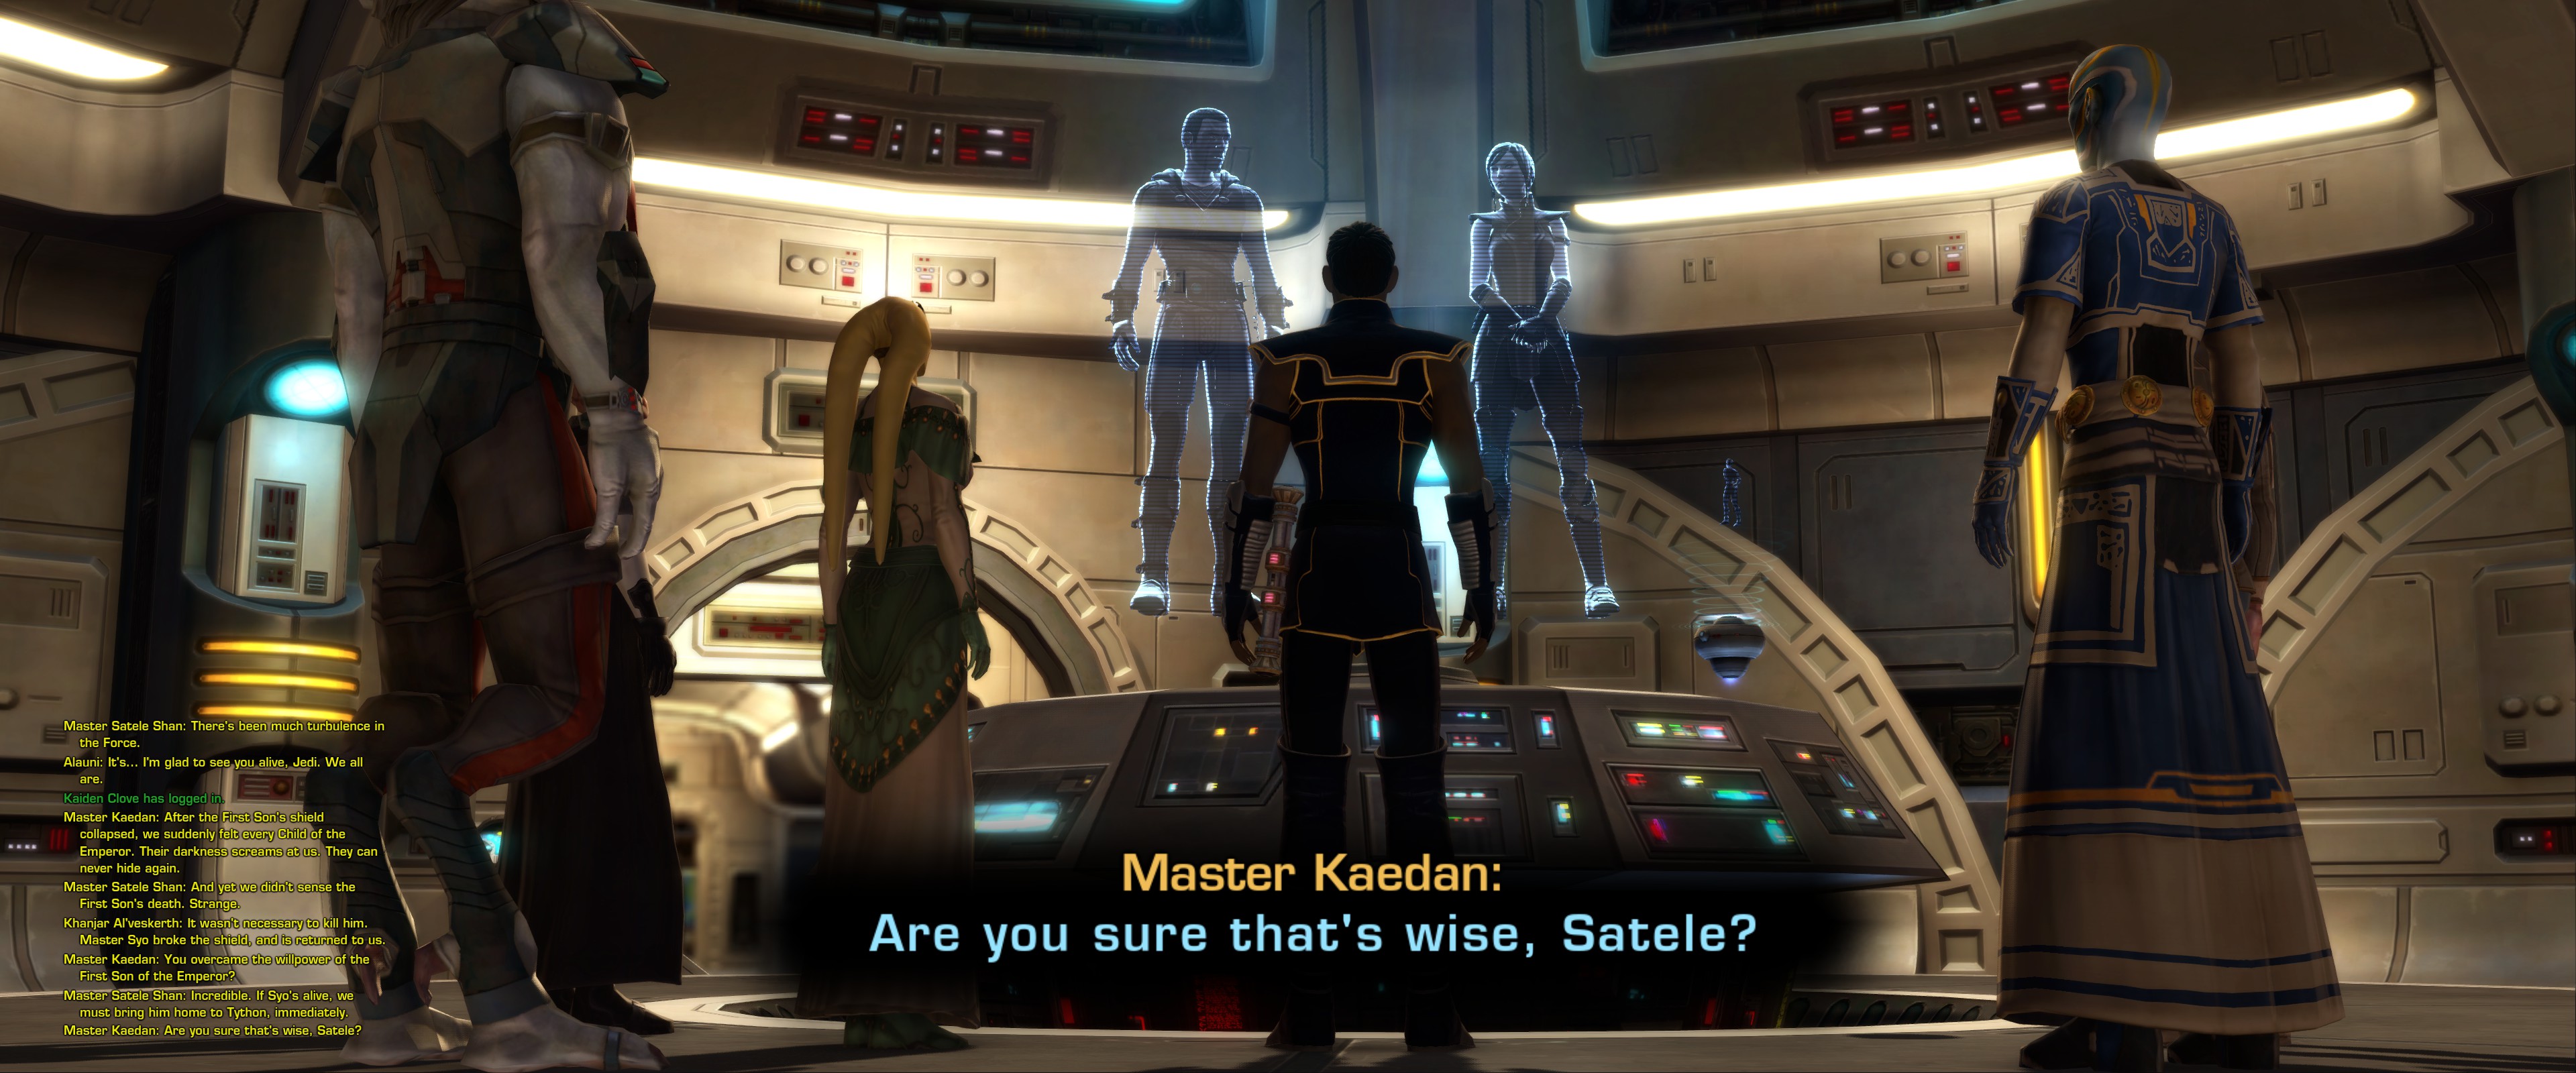 Master Satele Shan: There's been much turbulence in
the Force.
Alauni: It's... I'm glad to see you alive, Jedi. We all
are.
Kaiden Clove has logged in.
Master Kaedan: After the First Son's shield
collapsed, we suddenly felt every Child of the
Emperor. Their darkness screams at us. They can
never hide again.
Master Satele Shan: And yet we didn't sense the
First Son's death. Strange.
Khanjar Al'veskerth: It wasn't necessary to kill him.
Master Syo broke the shield, and is returned to us.
Master Kaedan: You overcame the willpower of the
First Son of the Emperor?
Master Satele Shan: Incredible. If Syo's alive, we
must bring him home to Tython, immediately.
Master Kaedan: Are you sure that's wise, Satele?
Master Kaedan:
Are you sure that's wise, Satele?